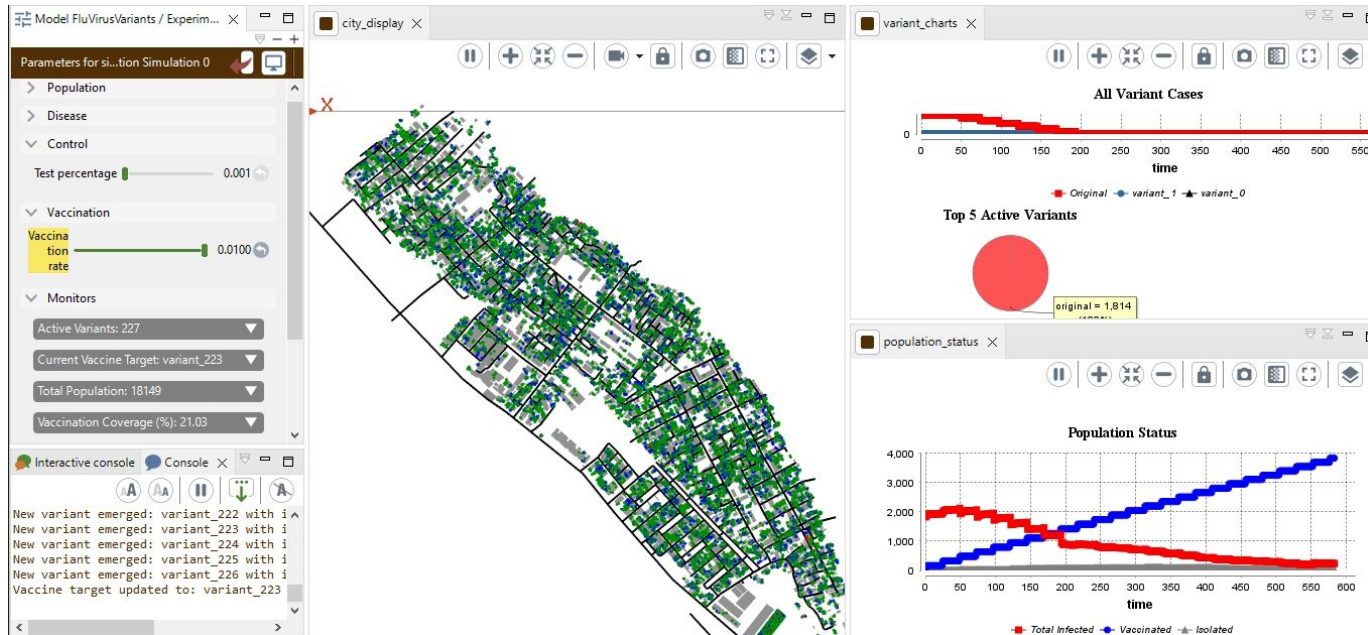 Model FluVirusVariants / Experim...
Parameters for si...tion Simulation 0
Population
Disease
Control
Test percentage 0.001
Vaccination
Vaccina
tion
rate
0.0100
Monitors
Active Variants: 227
Current Vaccine Target: variant_223
Total Population: 18149
Vaccination Coverage (%): 21.03
Interactive console
Console
New variant emerged: variant_222 with i
New variant emerged: variant_223 with i
New variant emerged: variant_224 with i
New variant emerged: variant_225 with i
New variant emerged: variant_226 with i
Vaccine target updated to: variant_223
city_display
X
variant_charts
All Variant Cases
0
0 50 100 150 200 250 300 350 400 450 500 550
time
Original variant_1 variant_0
Top 5 Active Variants
original = 1,814
population_status
Population Status
4,000
3,000
2,000
1,000
0
0 50 100 150 200 250 300 350 400 450 500 550 600
time
Total Infected Vaccinated Isolated